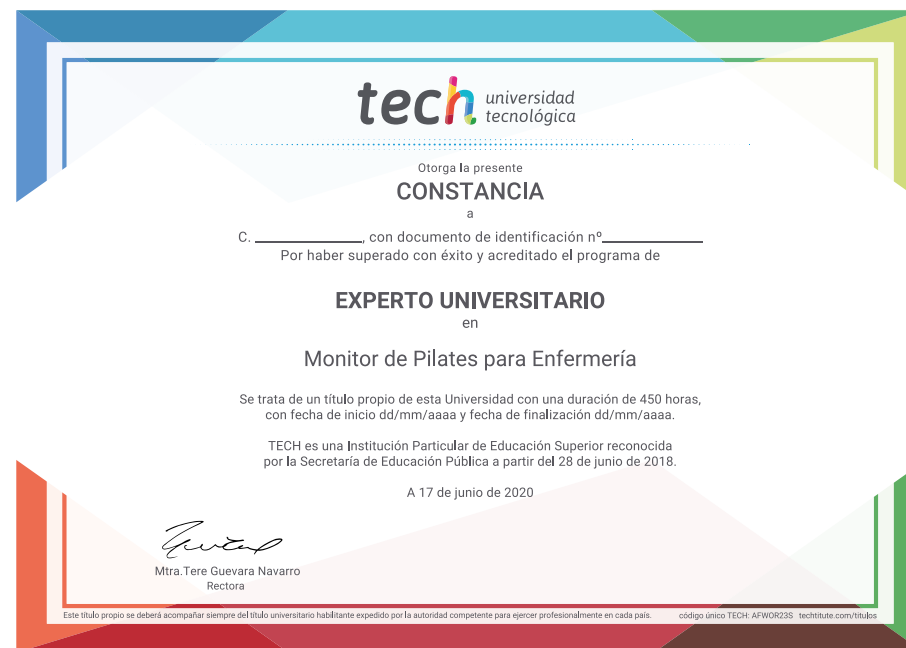 tech universidad
tecnológica
Otorga la presente
CONSTANCIA
a
C. ______________, con documento de identificación nº_____________
Por haber superado con éxito y acreditado el programa de
EXPERTO UNIVERSITARIO
en
Monitor de Pilates para Enfermería
Se trata de un título propio de esta Universidad con una duración de 450 horas,
con fecha de inicio dd/mm/aaaa y fecha de finalización dd/mm/aaaa.
TECH es una Institución Particular de Educación Superior reconocida
por la Secretaría de Educación Pública a partir del 28 de junio de 2018.
A 17 de junio de 2020
Mtra.Tere Guevara Navarro
Rectora
Este título propio se deberá acompañar siempre del título universitario habilitante expedido por la autoridad competente para ejercer profesionalmente en cada país. código único TECH: AFWOR23S techtitute.com/titulos